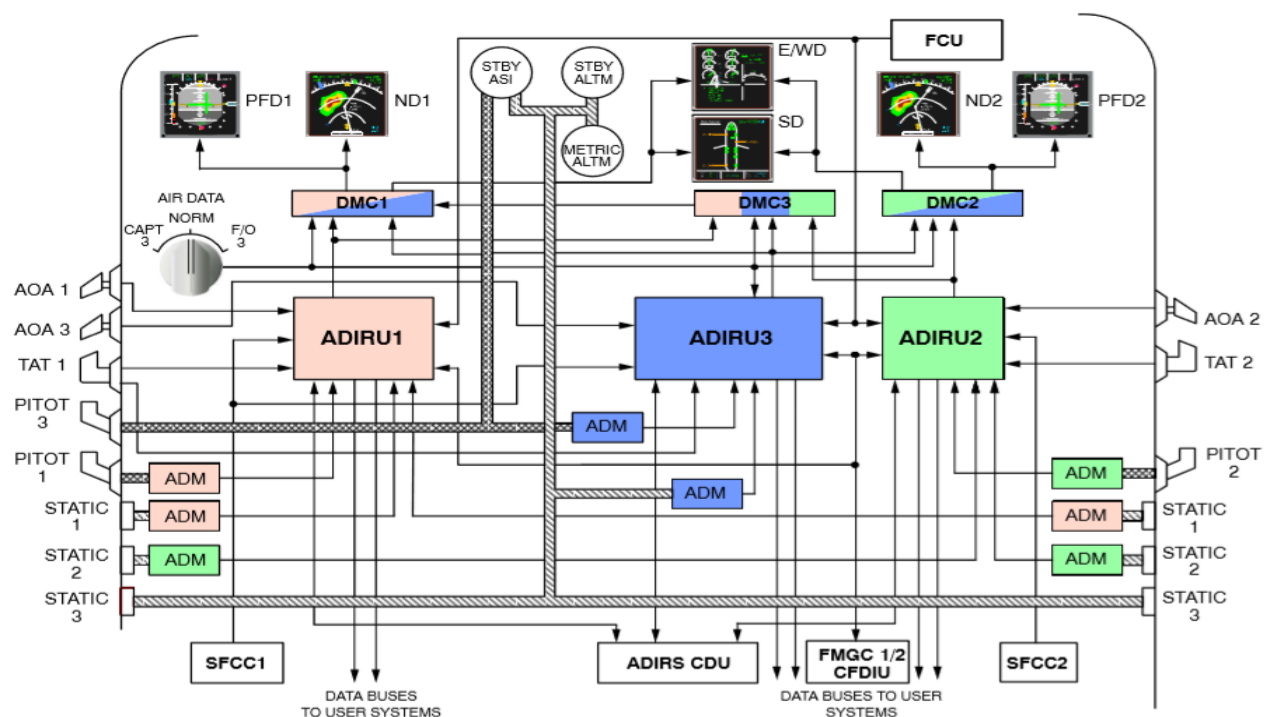 FCU
E/WD
STBY
ASI
STBY
ALTM
PFD1
ND1
ND2
PFD2
SD
METRIC
ALTM
AIR DATA
NORM
CAPT
3
F/O
3
DMC1
DMC3
DMC2
AOA 1
AOA 3
TAT 1
PITOT
3
PITOT
1
STATIC
1
STATIC
2
STATIC
3
ADIRU1
ADIRU3
ADIRU2
AOA 2
TAT 2
PITOT
2
STATIC
1
STATIC
2
STATIC
3
ADM
ADM
ADM
ADM
ADM
ADM
ADM
ADM
SFCC1
ADIRS CDU
FMGC 1/2
CFDIU
SFCC2
DATA BUSES
TO USER SYSTEMS
DATA BUSES TO USER
SYSTEMS